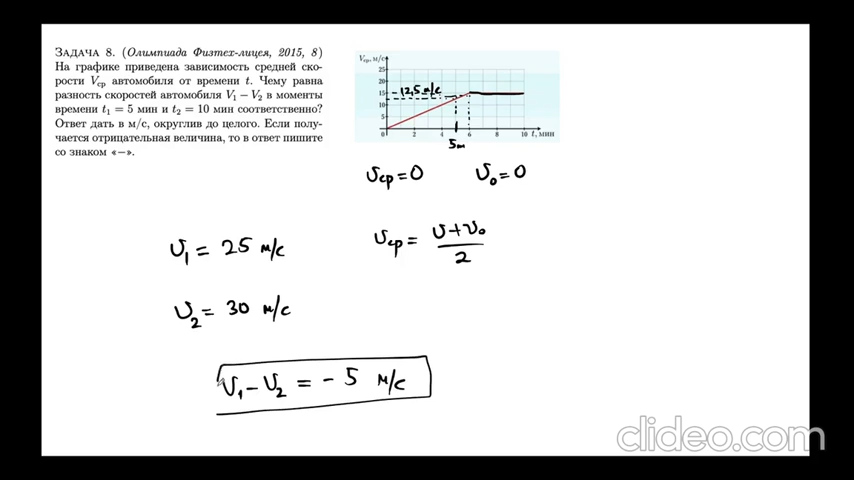 ЗАДАЧА 8. (Олимпиада Физтех-лицея, 2015, 8)
На графике приведена зависимость средней ско-
рости Vср автомобиля от времени t. Чему равна
разность скоростей автомобиля V₁ − V₂ в моменты
времени t₁ = 5 мин и t₂ = 10 мин соответственно?
Ответ дать в м/с, округлив до целого. Если полу-
чается отрицательная величина, то в ответ пишите
со знаком «−».
Vср, м/с
25
20
15
10
5
0 2 4 6 8 10 t, мин
12,5 м/с
5м
υср = 0 υ₀ = 0
υ₁ = 25 м/с
υср = (υ + υ₀)/2
υ₂ = 30 м/с
υ₁ − υ₂ = − 5 м/с
clideo.com